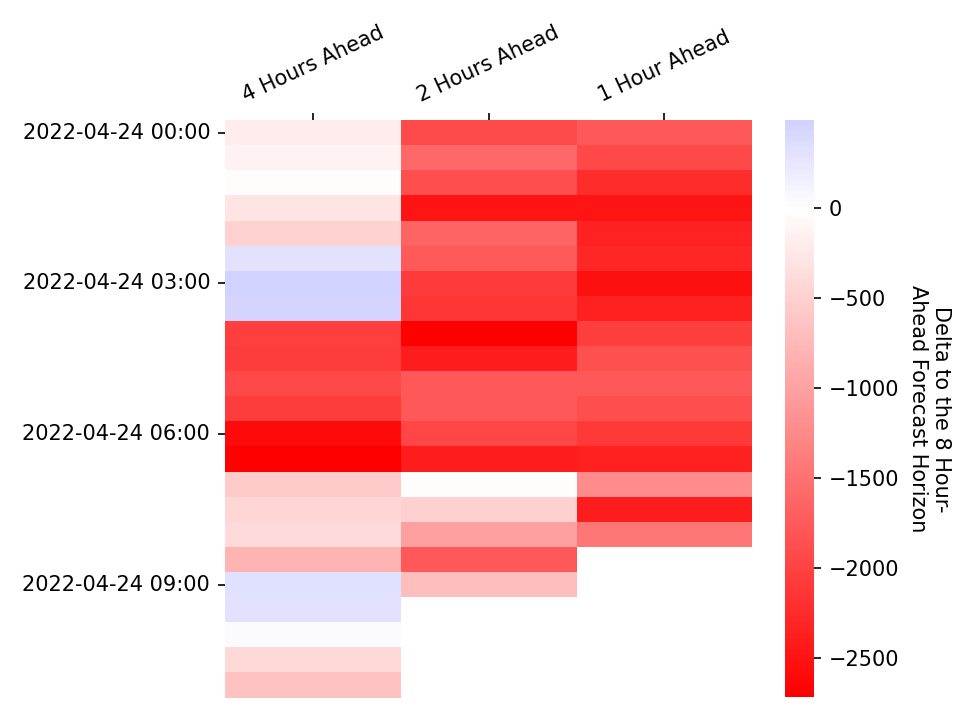 4 Hours Ahead
2 Hours Ahead
1 Hour Ahead
2022-04-24 00:00
2022-04-24 03:00
2022-04-24 06:00
2022-04-24 09:00
0
−500
−1000
−1500
−2000
−2500
Delta to the 8 Hour-
Ahead Forecast Horizon